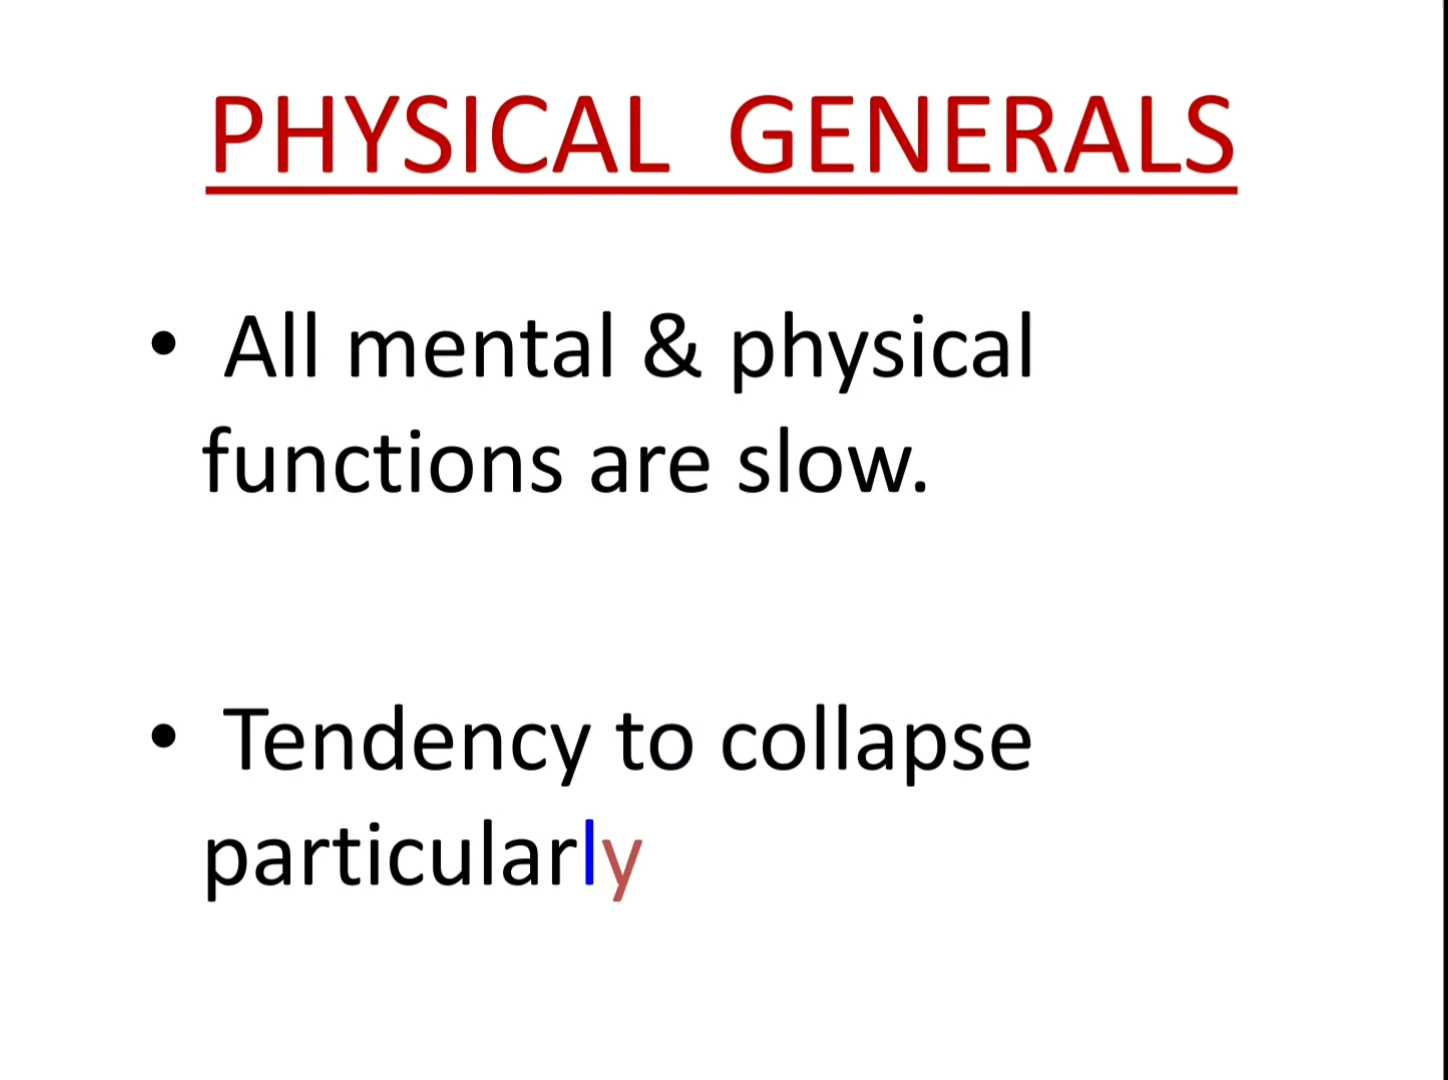 PHYSICAL GENERALS
• All mental & physical
functions are slow.
• Tendency to collapse
particularly